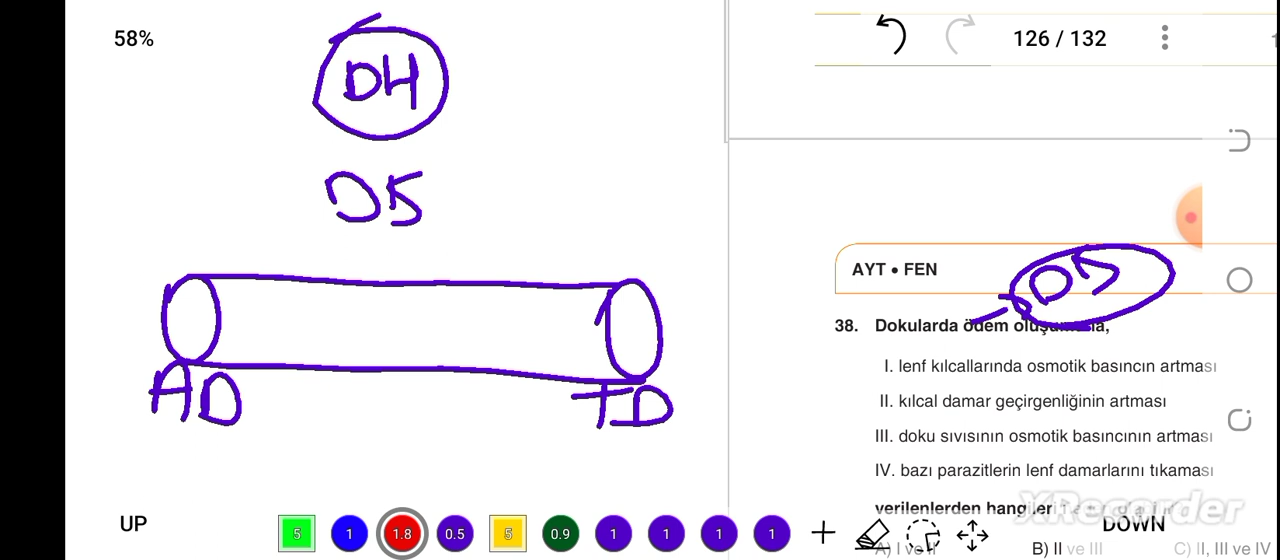 58%
DH
DS
AD
TD
UP
5
1
1.8
0.5
5
0.9
1
1
1
1
126 / 132
AYT • FEN
38. Dokularda ödem oluşumunda,
I. lenf kılcallarında osmotik basıncın artması
II. kılcal damar geçirgenliğinin artması
III. doku sıvısının osmotik basıncının artması
IV. bazı parazitlerin lenf damarlarını tıkaması
verilenlerden hangileri
XRecorder
DOWN
A) I ve II
B) II ve III
C) II, III ve IV